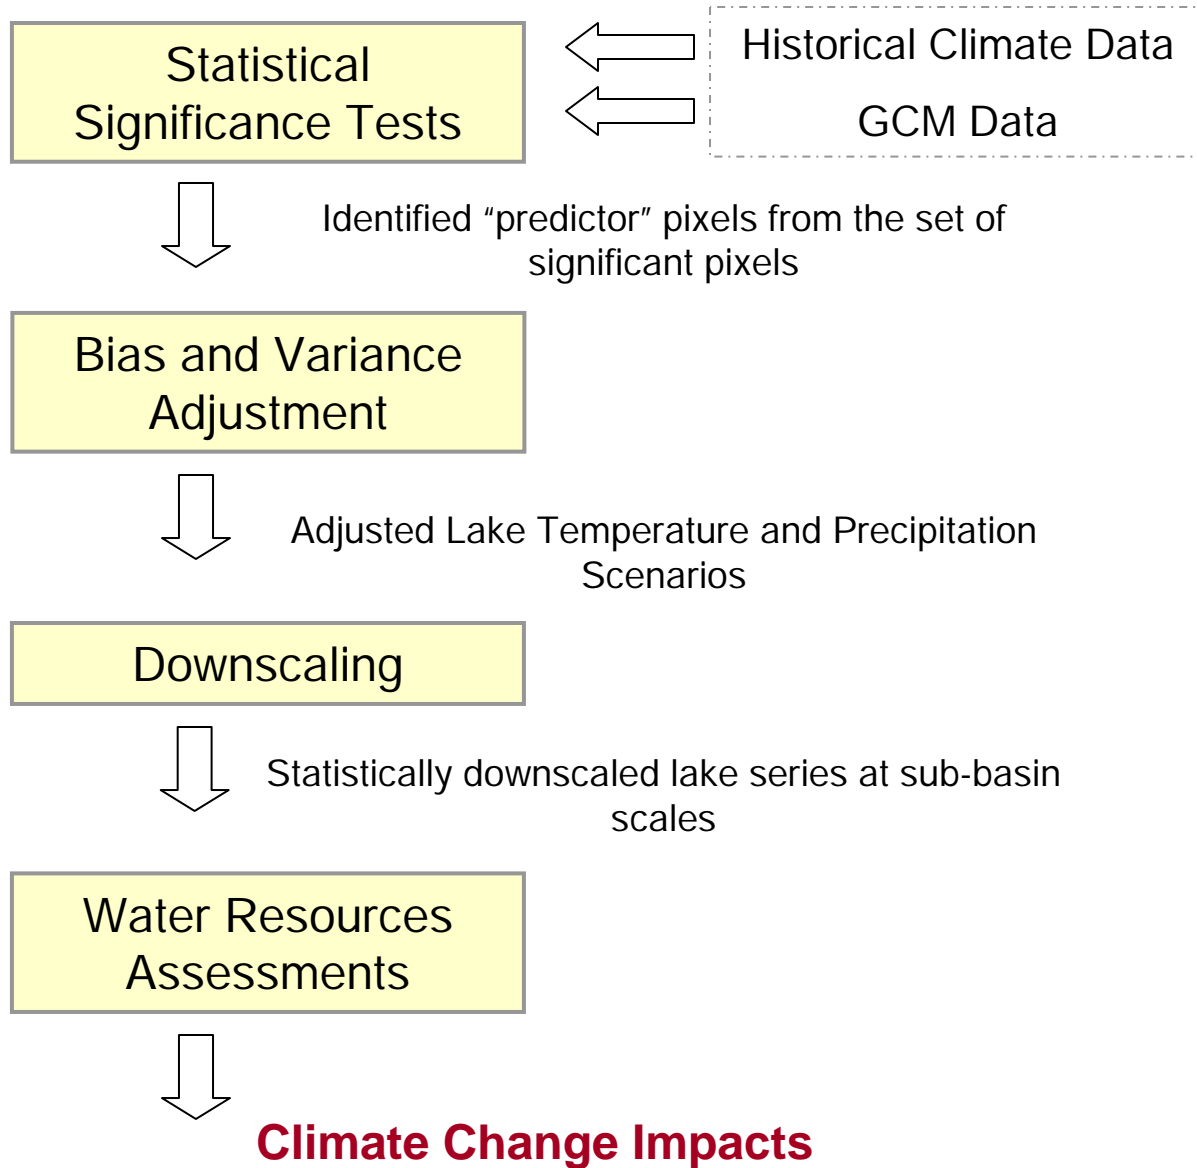 Statistical
Significance Tests
Historical Climate Data
GCM Data
Identified “predictor” pixels from the set of
significant pixels
Bias and Variance
Adjustment
Adjusted Lake Temperature and Precipitation
Scenarios
Downscaling
Statistically downscaled lake series at sub-basin
scales
Water Resources
Assessments
Climate Change Impacts